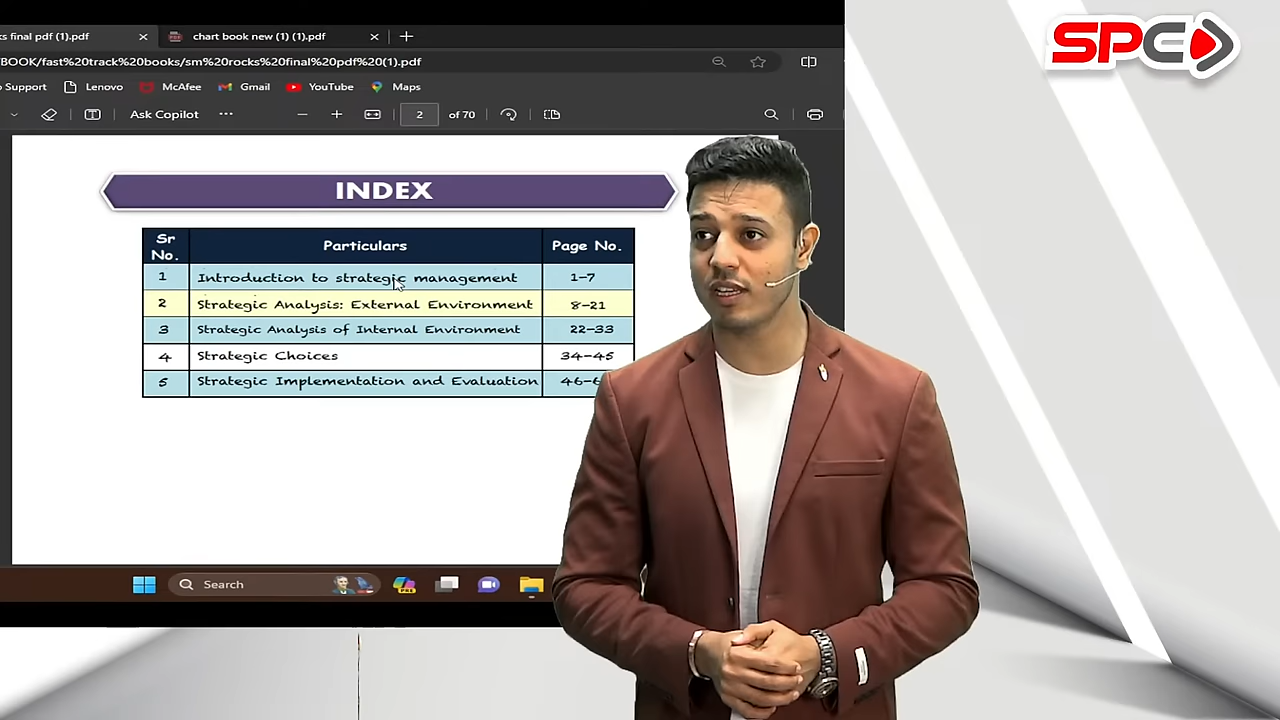 SPC
ks final pdf (1).pdf
chart book new (1) (1).pdf
BOOK/fast%20track%20books/sm%20rocks%20final%20pdf%20(1).pdf
Support
Lenovo
McAfee
Gmail
YouTube
Maps
Ask Copilot
2
of 70
INDEX
Sr No. Particulars Page No.
1 Introduction to strategic management 1-7
2 Strategic Analysis: External Environment 8-21
3 Strategic Analysis of Internal Environment 22-33
4 Strategic Choices 34-45
5 Strategic Implementation and Evaluation 46-6
Search